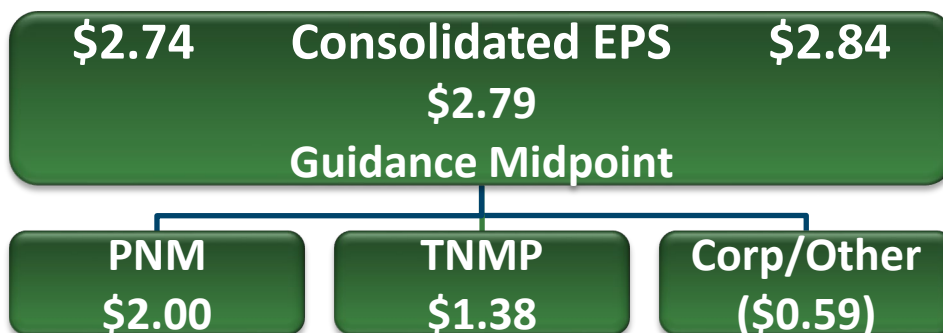 $2.74 Consolidated EPS $2.84
$2.79
Guidance Midpoint
PNM TNMP Corp/Other
$2.00 $1.38 ($0.59)